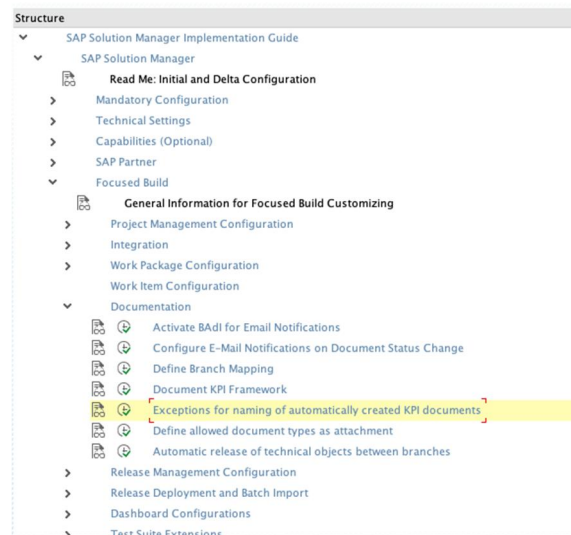 Structure
SAP Solution Manager Implementation Guide
SAP Solution Manager
Read Me: Initial and Delta Configuration
Mandatory Configuration
Technical Settings
Capabilities (Optional)
SAP Partner
Focused Build
General Information for Focused Build Customizing
Project Management Configuration
Integration
Work Package Configuration
Work Item Configuration
Documentation
Activate BAdI for Email Notifications
Configure E-Mail Notifications on Document Status Change
Define Branch Mapping
Document KPI Framework
Exceptions for naming of automatically created KPI documents
Define allowed document types as attachment
Automatic release of technical objects between branches
Release Management Configuration
Release Deployment and Batch Import
Dashboard Configurations
Test Suite Extensions